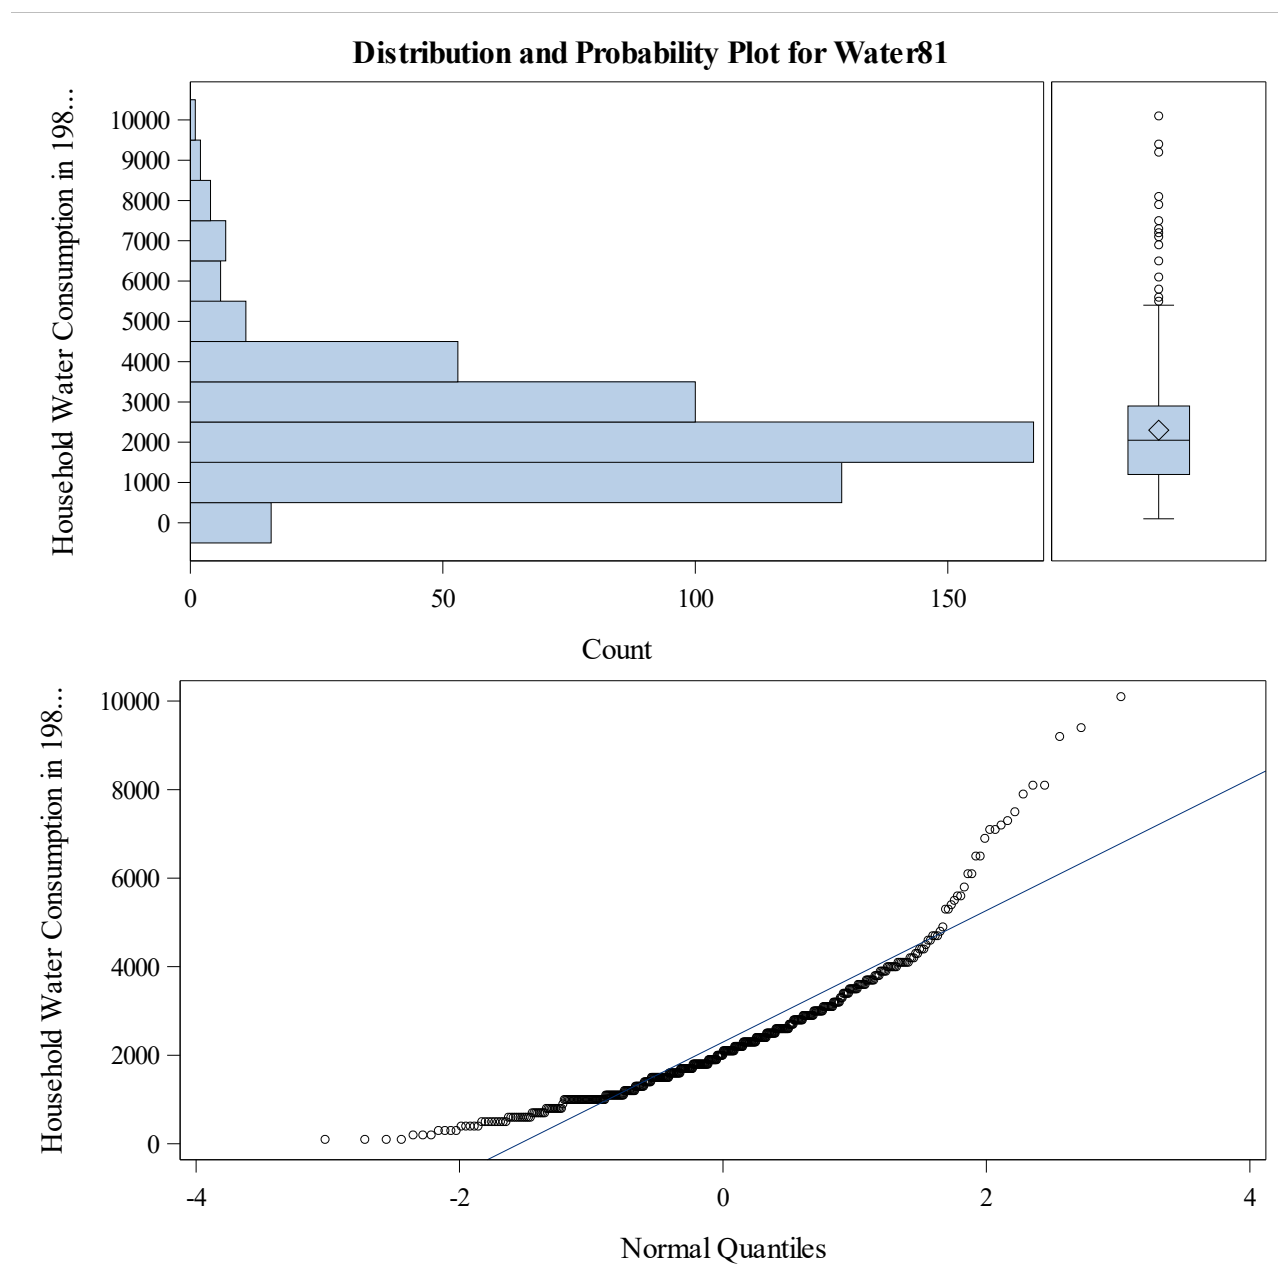 Distribution and Probability Plot for Water81
Household Water Consumption in 198...
10000
9000
8000
7000
6000
5000
4000
3000
2000
1000
0
0 50 100 150
Count
Household Water Consumption in 198...
10000
8000
6000
4000
2000
0
-4 -2 0 2 4
Normal Quantiles